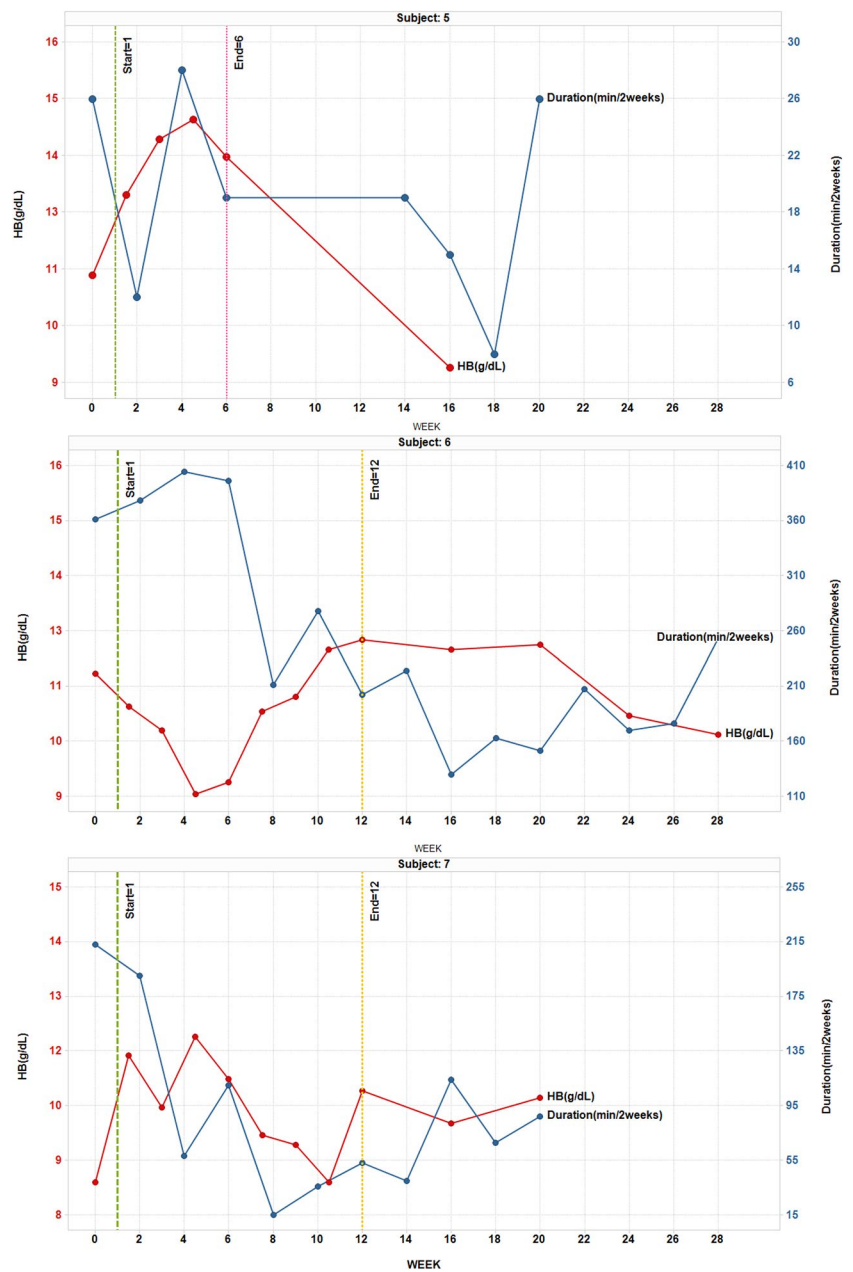 Subject: 5
Start=1
End=6
16
15
14
13
11
10
9
HB(g/dL)
30
26
22
18
14
10
6
Duration(min/2weeks)
Duration(min/2weeks)
HB(g/dL)
0 2 4 6 8 10 12 14 16 18 20 22 24 26 28
WEEK
Subject: 6
Start=1
End=12
16
15
14
13
11
10
9
HB(g/dL)
410
360
310
260
210
160
110
Duration(min/2weeks)
Duration(min/2weeks)
HB(g/dL)
0 2 4 6 8 10 12 14 16 18 20 22 24 26 28
WEEK
Subject: 7
Start=1
End=12
15
14
13
12
10
9
8
HB(g/dL)
255
215
175
135
95
55
15
Duration(min/2weeks)
HB(g/dL)
Duration(min/2weeks)
0 2 4 6 8 10 12 14 16 18 20 22 24 26 28
WEEK